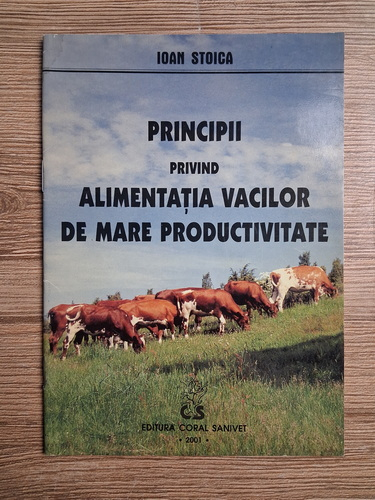 IOAN STOICA
PRINCIPII
PRIVIND
ALIMENTAȚIA VACILOR
DE MARE PRODUCTIVITATE
CS
EDITURA CORAL SANIVET
• 2001 •